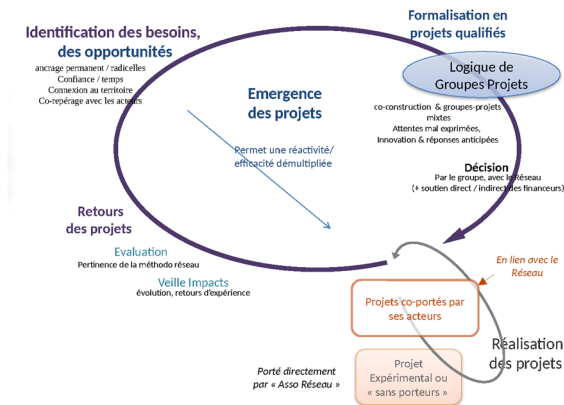 Identification des besoins,
des opportunités
ancrage permanent / radicelles
Confiance / temps
Connexion au territoire
Co-repérage avec les acteurs
Formalisation en
projets qualifiés
Logique de
Groupes Projets
co-construction & groupes-projets
mixtes
Attentes mal exprimées,
Innovation & réponses anticipées
Emergence
des projets
Permet une réactivité/
efficacité démultipliée
Décision
Par le groupe, avec le Réseau
(+ soutien direct / indirect des financeurs)
Retours
des projets
Evaluation
Pertinence de la méthodo réseau
Veille Impacts
évolution, retours d'expérience
En lien avec le
Réseau
Projets co-portés par
ses acteurs
Réalisation
des projets
Projet
Expérimental ou
« sans porteurs »
Porté directement
par « Asso Réseau »